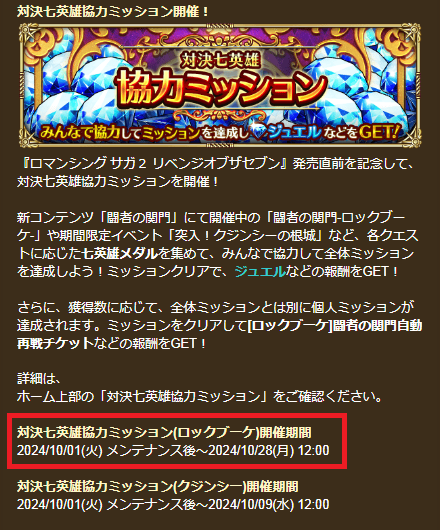 対決七英雄協力ミッション開催！
対決七英雄
協力ミッション
みんなで協力してミッションを達成しジュエルなどをGET!
『ロマンシング サガ２ リベンジオブザセブン』発売直前を記念して、
対決七英雄協力ミッションを開催！
新コンテンツ「闘者の関門」にて開催中の「闘者の関門-ロックブー
ケ-」や期間限定イベント「突入！クジンシーの根城」など、各クエス
トに応じた七英雄メダルを集めて、みんなで協力して全体ミッション
を達成しよう！ミッションクリアで、ジュエルなどの報酬をGET！
さらに、獲得数に応じて、全体ミッションとは別に個人ミッションが
達成されます。ミッションをクリアして[ロックブーケ]闘者の関門自動
再戦チケットなどの報酬をGET！
詳細は、
ホーム上部の「対決七英雄協力ミッション」をご確認ください。
対決七英雄協力ミッション(ロックブーケ)開催期間
2024/10/01(火) メンテナンス後～2024/10/28(月) 12:00
対決七英雄協力ミッション(クジンシー)開催期間
2024/10/01(火) メンテナンス後～2024/10/09(水) 12:00